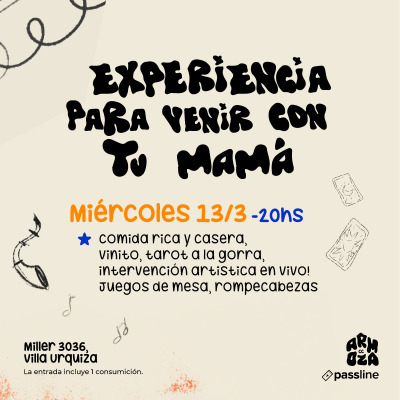 EXPERIENCIA
PARA VENIR CON
TU MAMÁ
Miércoles 13/3 -20hs
comida rica y casera,
vinito, tarot a la gorra,
intervención artistica en vivo!
Juegos de mesa, rompecabezas
Miller 3036,
Villa Urquiza
La entrada incluye 1 consumición.
passline